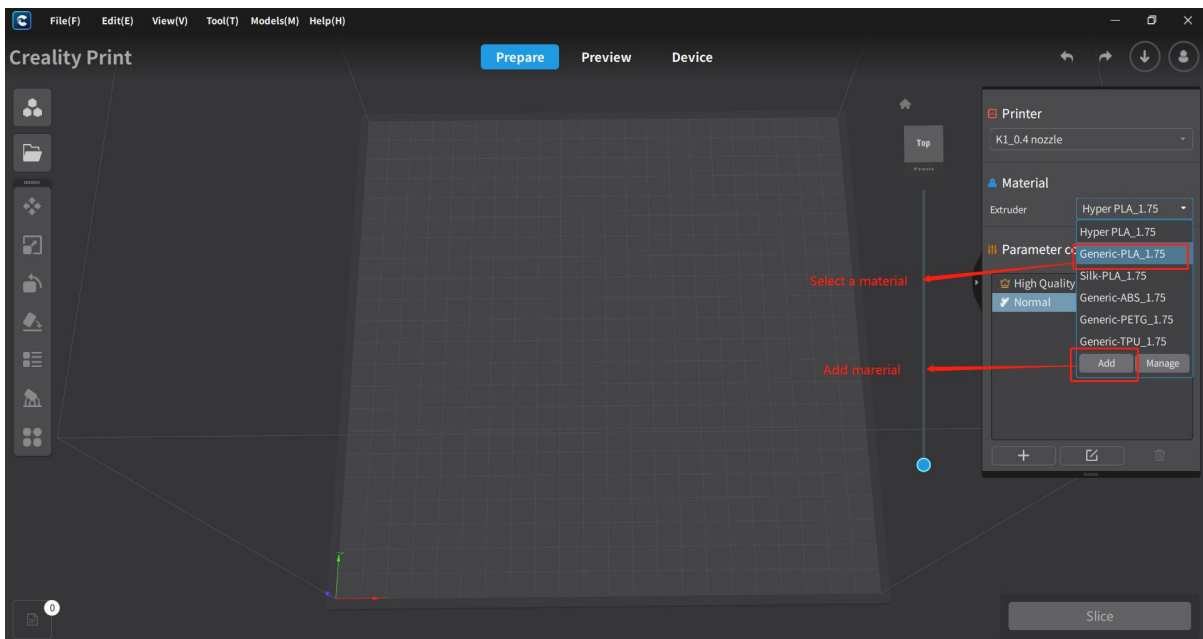 File(F) Edit(E) View(V) Tool(T) Models(M) Help(H)
Creality Print
Prepare Preview Device
Top
Front
Printer
K1_0.4 nozzle
Material
Extruder Hyper PLA_1.75
Hyper PLA_1.75
Parameter co
Generic-PLA_1.75
Select a material
Silk-PLA_1.75
High Quality
Generic-ABS_1.75
Normal
Generic-PETG_1.75
Generic-TPU_1.75
Add marerial
Add Manage
0
Slice